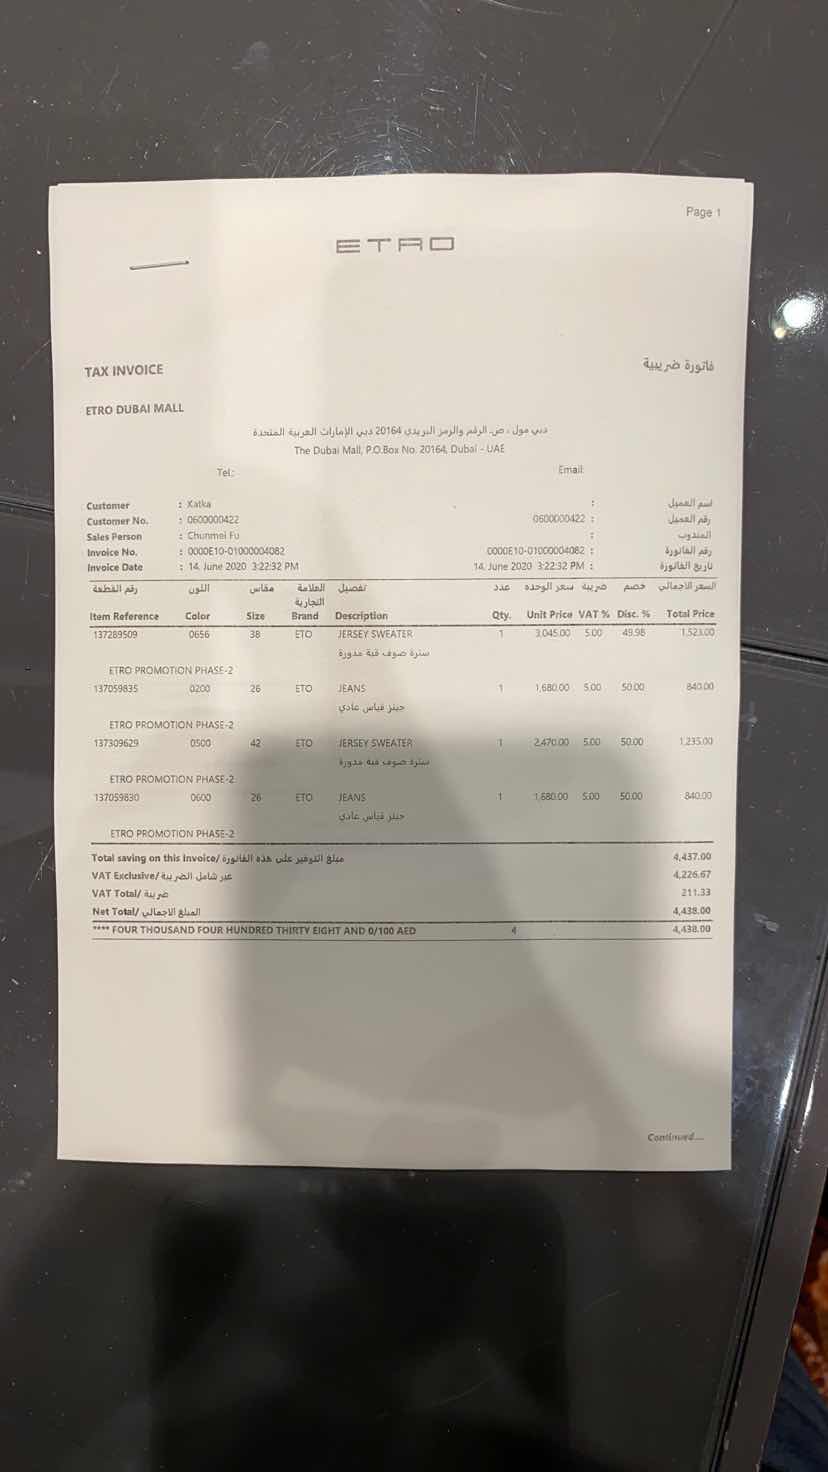 Page 1
ETRO
TAX INVOICE فاتورة ضريبية
ETRO DUBAI MALL
دبي مول ، ص. الرقم والرمز البريدي 20164 دبي الإمارات العربية المتحدة
The Dubai Mall, P.O.Box No. 20164, Dubai - UAE
Tel.: Email:
Customer : Katka : اسم العميل
Customer No. : 0600000422 0600000422 : رقم العميل
Sales Person : Chunmei Fu : المندوب
Invoice No. : 0000E10-01000004082 0000E10-01000004082 : رقم الفاتورة
Invoice Date : 14. June 2020 3:22:32 PM 14. June 2020 3:22:32 PM : تاريخ الفاتورة
رقم القطعة اللون مقاس العلامة التجارية تفصيل عدد سعر الوحده ضريبة خصم السعر الاجمالي
Item Reference Color Size Brand Description Qty. Unit Price VAT % Disc. % Total Price
137289509 0656 38 ETO JERSEY SWEATER 1 3,045.00 5.00 49.98 1,523.00
سترة صوف قبة مدورة
ETRO PROMOTION PHASE-2
137059835 0200 26 ETO JEANS 1 1,680.00 5.00 50.00 840.00
جينز قياس عادي
ETRO PROMOTION PHASE-2
137309629 0500 42 ETO JERSEY SWEATER 1 2,470.00 5.00 50.00 1,235.00
سترة صوف قبة مدورة
ETRO PROMOTION PHASE-2
137059830 0600 26 ETO JEANS 1 1,680.00 5.00 50.00 840.00
جينز قياس عادي
ETRO PROMOTION PHASE-2
Total saving on this Invoice/ مبلغ التوفير على هذه الفاتورة 4,437.00
VAT Exclusive/ غير شامل الضريبة 4,226.67
VAT Total/ ضريبة 211.33
Net Total/ المبلغ الاجمالي 4,438.00
**** FOUR THOUSAND FOUR HUNDRED THIRTY EIGHT AND 0/100 AED 4 4,438.00
Continued....